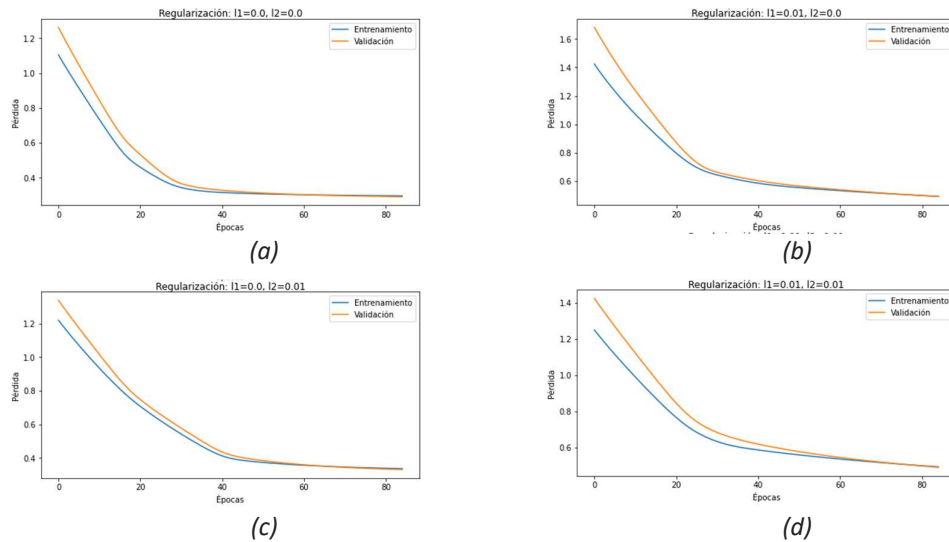 Regularización: l1=0.0, l2=0.0
Entrenamiento
Validación
Pérdida
1.2
1.0
0.8
0.6
0.4
0 20 40 60 80
Épocas
(a)
Regularización: l1=0.01, l2=0.0
Entrenamiento
Validación
Pérdida
1.6
1.4
1.2
1.0
0.8
0.6
0 20 40 60 80
Épocas
(b)
Regularización: l1=0.0, l2=0.01
Entrenamiento
Validación
Pérdida
1.2
1.0
0.8
0.6
0.4
0 20 40 60 80
Épocas
(c)
Regularización: l1=0.01, l2=0.01
Entrenamiento
Validación
Pérdida
1.4
1.2
1.0
0.8
0.6
0 20 40 60 80
Épocas
(d)